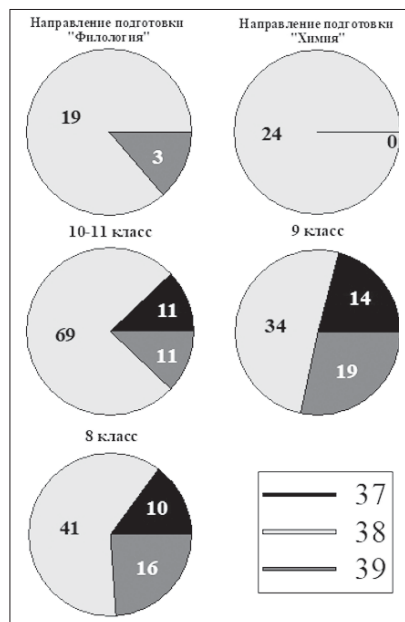 Направление подготовки
"Филология"
19
3
Направление подготовки
"Химия"
24
0
10-11 класс
11
69
11
9 класс
14
34
19
8 класс
10
41
16
37
38
39